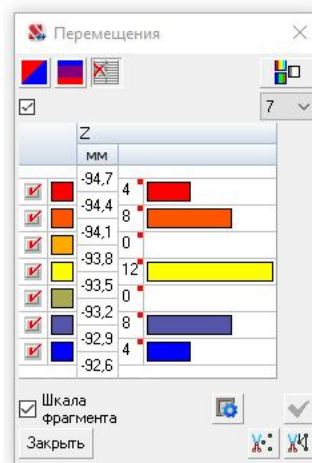 Перемещения
7
Z
мм
-94,7
4
-94,4
8
-94,1
0
-93,8
12
-93,5
0
-93,2
8
-92,9
4
-92,6
Шкала
фрагмента
Закрыть